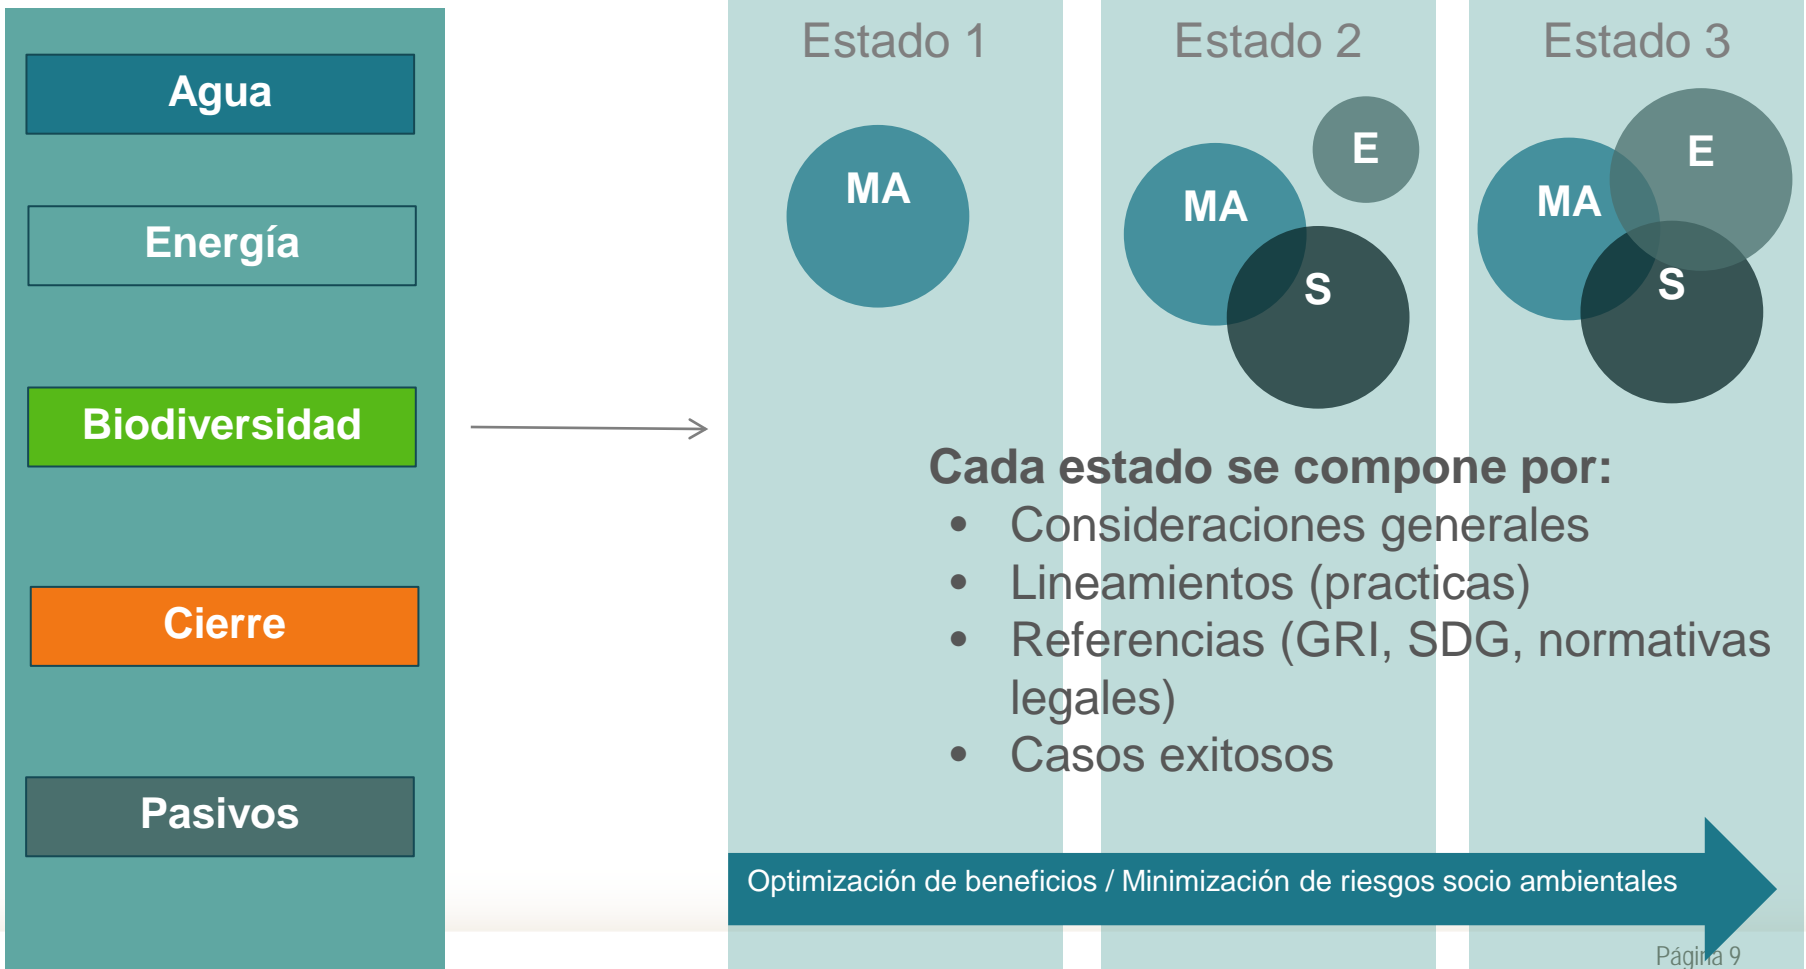 Agua
Energía
Biodiversidad
Cierre
Pasivos
Estado 1
MA
Estado 2
E
MA
S
Estado 3
E
MA
S
Cada estado se compone por:
• Consideraciones generales
• Lineamientos (practicas)
• Referencias (GRI, SDG, normativas
legales)
• Casos exitosos
Optimización de beneficios / Minimización de riesgos socio ambientales
Página 9